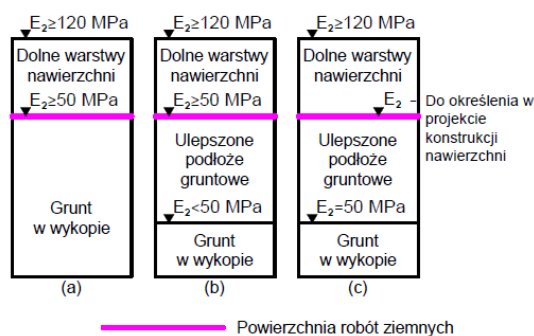 E₂≥120 MPa
Dolne warstwy
nawierzchni
E₂≥50 MPa
Grunt
w wykopie
(a)
E₂≥120 MPa
Dolne warstwy
nawierzchni
E₂≥50 MPa
Ulepszone
podłoże
gruntowe
E₂<50 MPa
Grunt
w wykopie
(b)
E₂≥120 MPa
Dolne warstwy
nawierzchni
E₂ - Do określenia w
projekcie
konstrukcji
nawierzchni
Ulepszone
podłoże
gruntowe
E₂=50 MPa
Grunt
w wykopie
(c)
Powierzchnia robót ziemnych